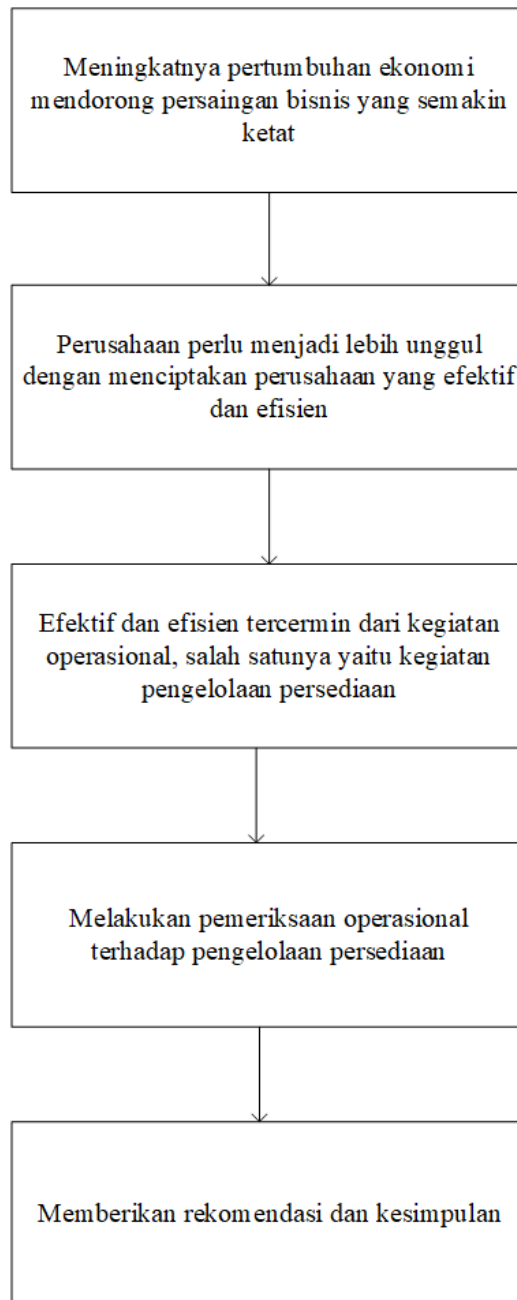 Meningkatnya pertumbuhan ekonomi
mendorong persaingan bisnis yang semakin
ketat
Perusahaan perlu menjadi lebih unggul
dengan menciptakan perusahaan yang efektif
dan efisien
Efektif dan efisien tercermin dari kegiatan
operasional, salah satunya yaitu kegiatan
pengelolaan persediaan
Melakukan pemeriksaan operasional
terhadap pengelolaan persediaan
Memberikan rekomendasi dan kesimpulan